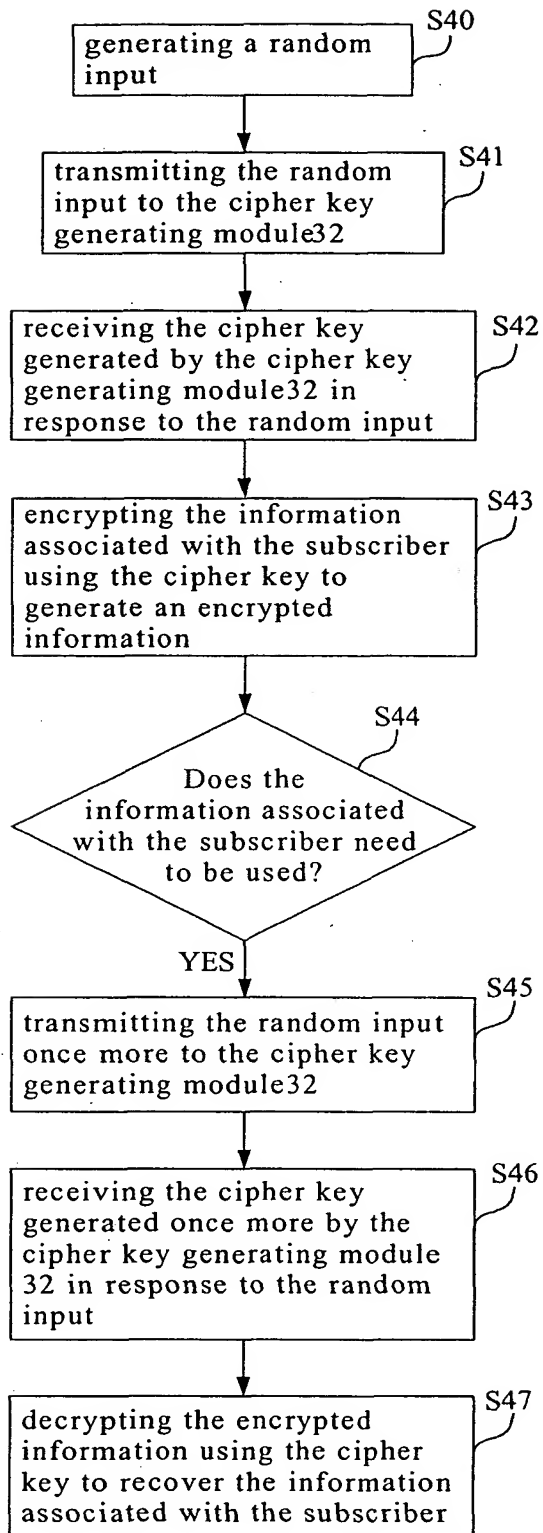 S40
generating a random
input
S41
transmitting the random
input to the cipher key
generating module32
S42
receiving the cipher key
generated by the cipher key
generating module32 in
response to the random input
S43
encrypting the information
associated with the subscriber
using the cipher key to
generate an encrypted
information
S44
Does the
information associated
with the subscriber need
to be used?
YES
S45
transmitting the random input
once more to the cipher key
generating module32
S46
receiving the cipher key
generated once more by the
cipher key generating module
32 in response to the random
input
S47
decrypting the encrypted
information using the cipher
key to recover the information
associated with the subscriber